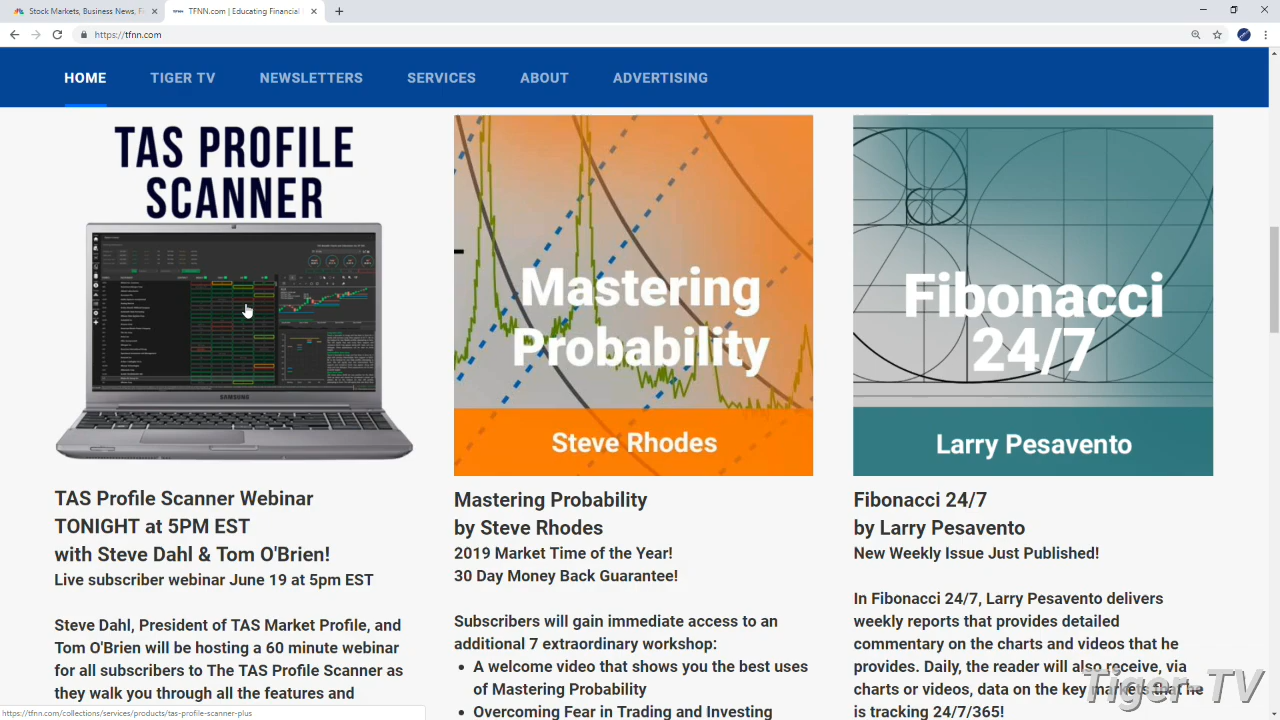 Stock Markets, Business News, Fi
TFNN.com | Educating Financial
https://tfnn.com
HOME
TIGER TV
NEWSLETTERS
SERVICES
ABOUT
ADVERTISING
TAS PROFILE
SCANNER
SAMSUNG
TAS Profile Scanner Webinar
TONIGHT at 5PM EST
with Steve Dahl & Tom O'Brien!
Live subscriber webinar June 19 at 5pm EST
Steve Dahl, President of TAS Market Profile, and
Tom O'Brien will be hosting a 60 minute webinar
for all subscribers to The TAS Profile Scanner as
they walk you through all the features and
Mastering
Probability
Steve Rhodes
Mastering Probability
by Steve Rhodes
2019 Market Time of the Year!
30 Day Money Back Guarantee!
Subscribers will gain immediate access to an
additional 7 extraordinary workshop:
• A welcome video that shows you the best uses
of Mastering Probability
• Overcoming Fear in Trading and Investing
Fibonacci
24/7
Larry Pesavento
Fibonacci 24/7
by Larry Pesavento
New Weekly Issue Just Published!
In Fibonacci 24/7, Larry Pesavento delivers
weekly reports that provides detailed
commentary on the charts and videos that he
provides. Daily, the reader will also receive, via
charts or videos, data on the key markets that he
is tracking 24/7/365!
Tiger-TV
https://tfnn.com/collections/services/products/tas-profile-scanner-plus